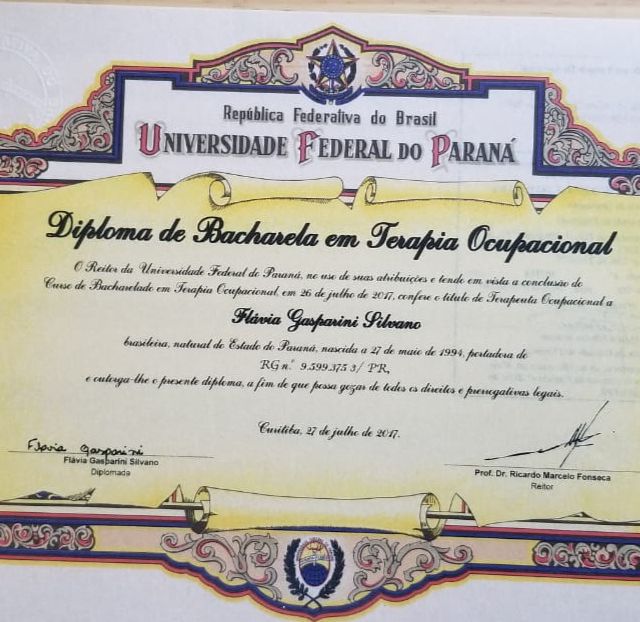 República Federativa do Brasil
UNIVERSIDADE FEDERAL DO PARANÁ
Diploma de Bacharela em Terapia Ocupacional
O Reitor da Universidade Federal do Paraná, no uso de suas atribuições e tendo em vista a conclusão do
Curso de Bacharelado em Terapia Ocupacional, em 26 de julho de 2017, confere o título de Terapeuta Ocupacional a
Flávia Gasparini Silvano
brasileira, natural do Estado do Paraná, nascida a 27 de maio de 1994, portadora do
RG n.º 9.599.375 3/ PR,
e outorga-lhe o presente diploma, a fim de que possa gozar de todos os direitos e prerrogativas legais.
Curitiba, 27 de julho de 2017.
Flavia Gasparini
Flávia Gasparini Silvano
Diplomada
Prof. Dr. Ricardo Marcelo Fonseca
Reitor